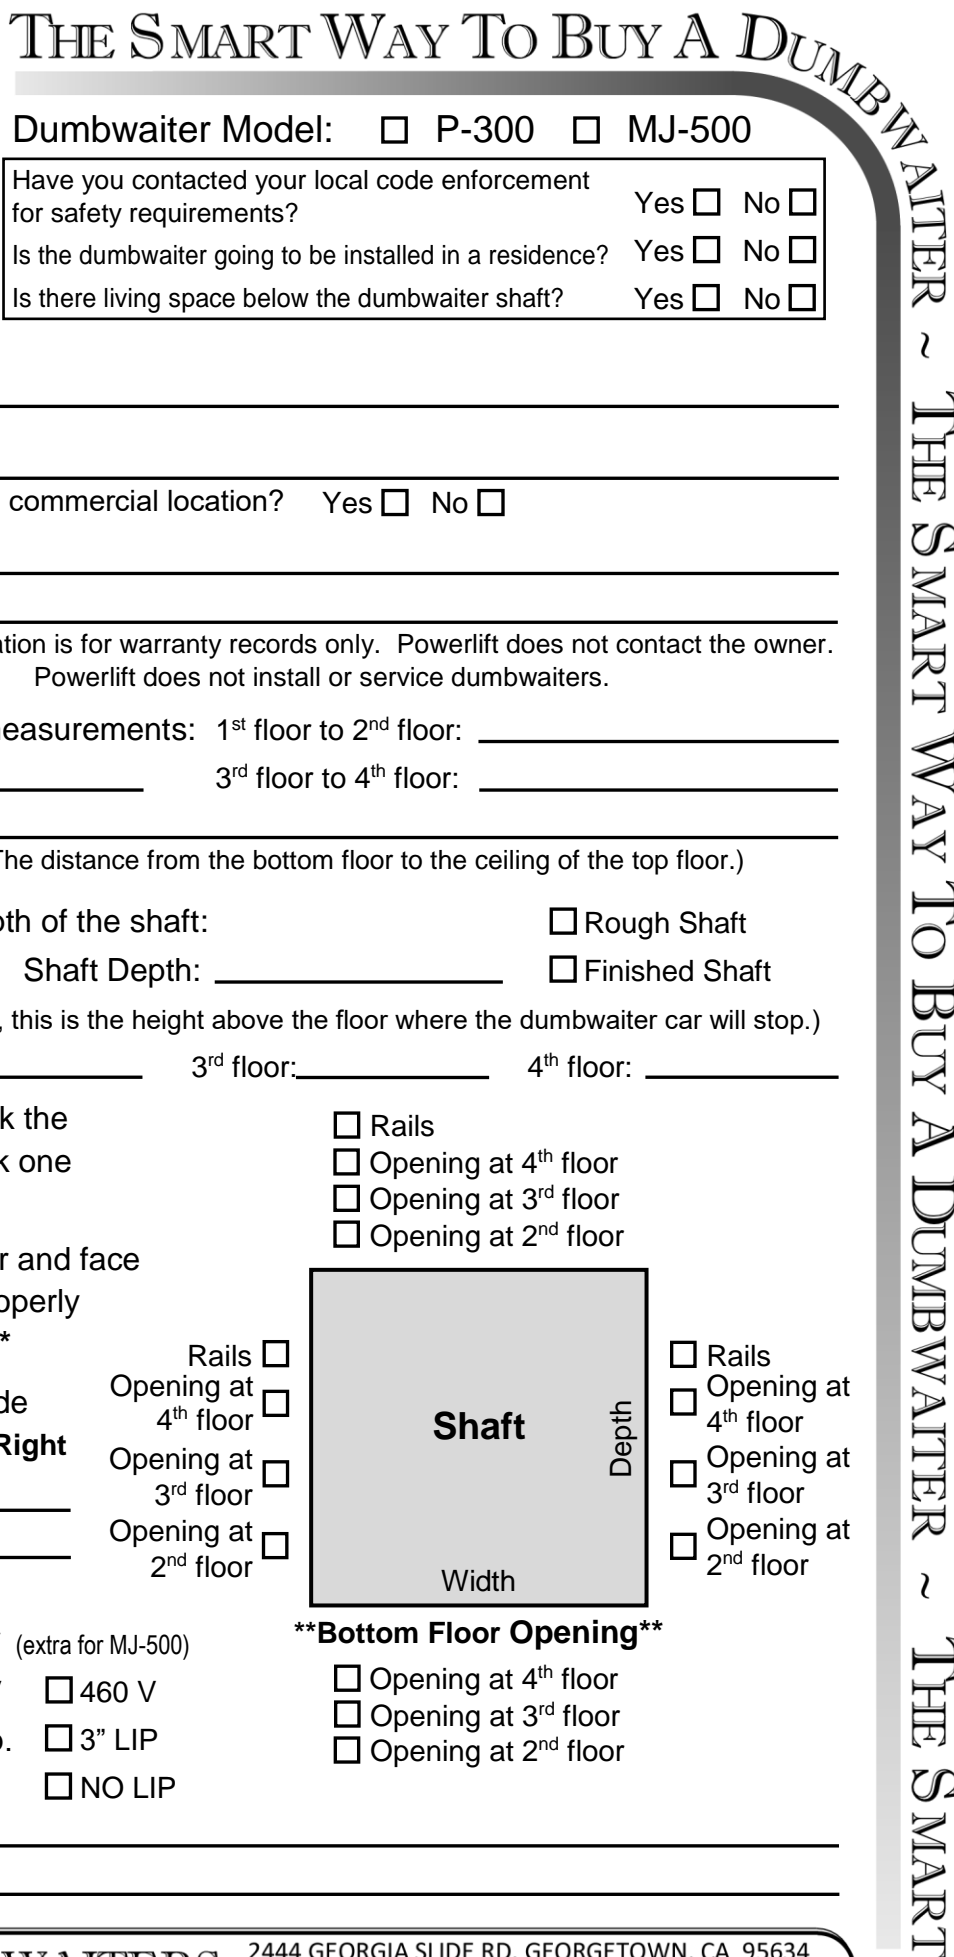 THE SMART WAY TO BUY A DUMBWAITER ~ THE SMART WAY TO BUY A DUMBWAITER ~ THE SMART
Dumbwaiter Model: ☐ P-300 ☐ MJ-500
Have you contacted your local code enforcement
for safety requirements? Yes ☐ No ☐
Is the dumbwaiter going to be installed in a residence? Yes ☐ No ☐
Is there living space below the dumbwaiter shaft? Yes ☐ No ☐
commercial location? Yes ☐ No ☐
ation is for warranty records only. Powerlift does not contact the owner.
Powerlift does not install or service dumbwaiters.
easurements: 1st floor to 2nd floor:
3rd floor to 4th floor:
The distance from the bottom floor to the ceiling of the top floor.)
pth of the shaft: ☐ Rough Shaft
Shaft Depth: ☐ Finished Shaft
, this is the height above the floor where the dumbwaiter car will stop.)
3rd floor: 4th floor:
k the
k one
☐ Rails
☐ Opening at 4th floor
☐ Opening at 3rd floor
☐ Opening at 2nd floor
r and face
operly
*
de
Right
Rails ☐
Opening at
4th floor ☐
Opening at
3rd floor ☐
Opening at
2nd floor ☐
Shaft
Depth
Width
☐ Rails
☐ Opening at
4th floor
☐ Opening at
3rd floor
☐ Opening at
2nd floor
**Bottom Floor Opening**
☐ Opening at 4th floor
☐ Opening at 3rd floor
☐ Opening at 2nd floor
(extra for MJ-500)
☐ 460 V
☐ 3” LIP
☐ NO LIP
WAITERS 2444 GEORGIA SLIDE RD, GEORGETOWN, CA 95634